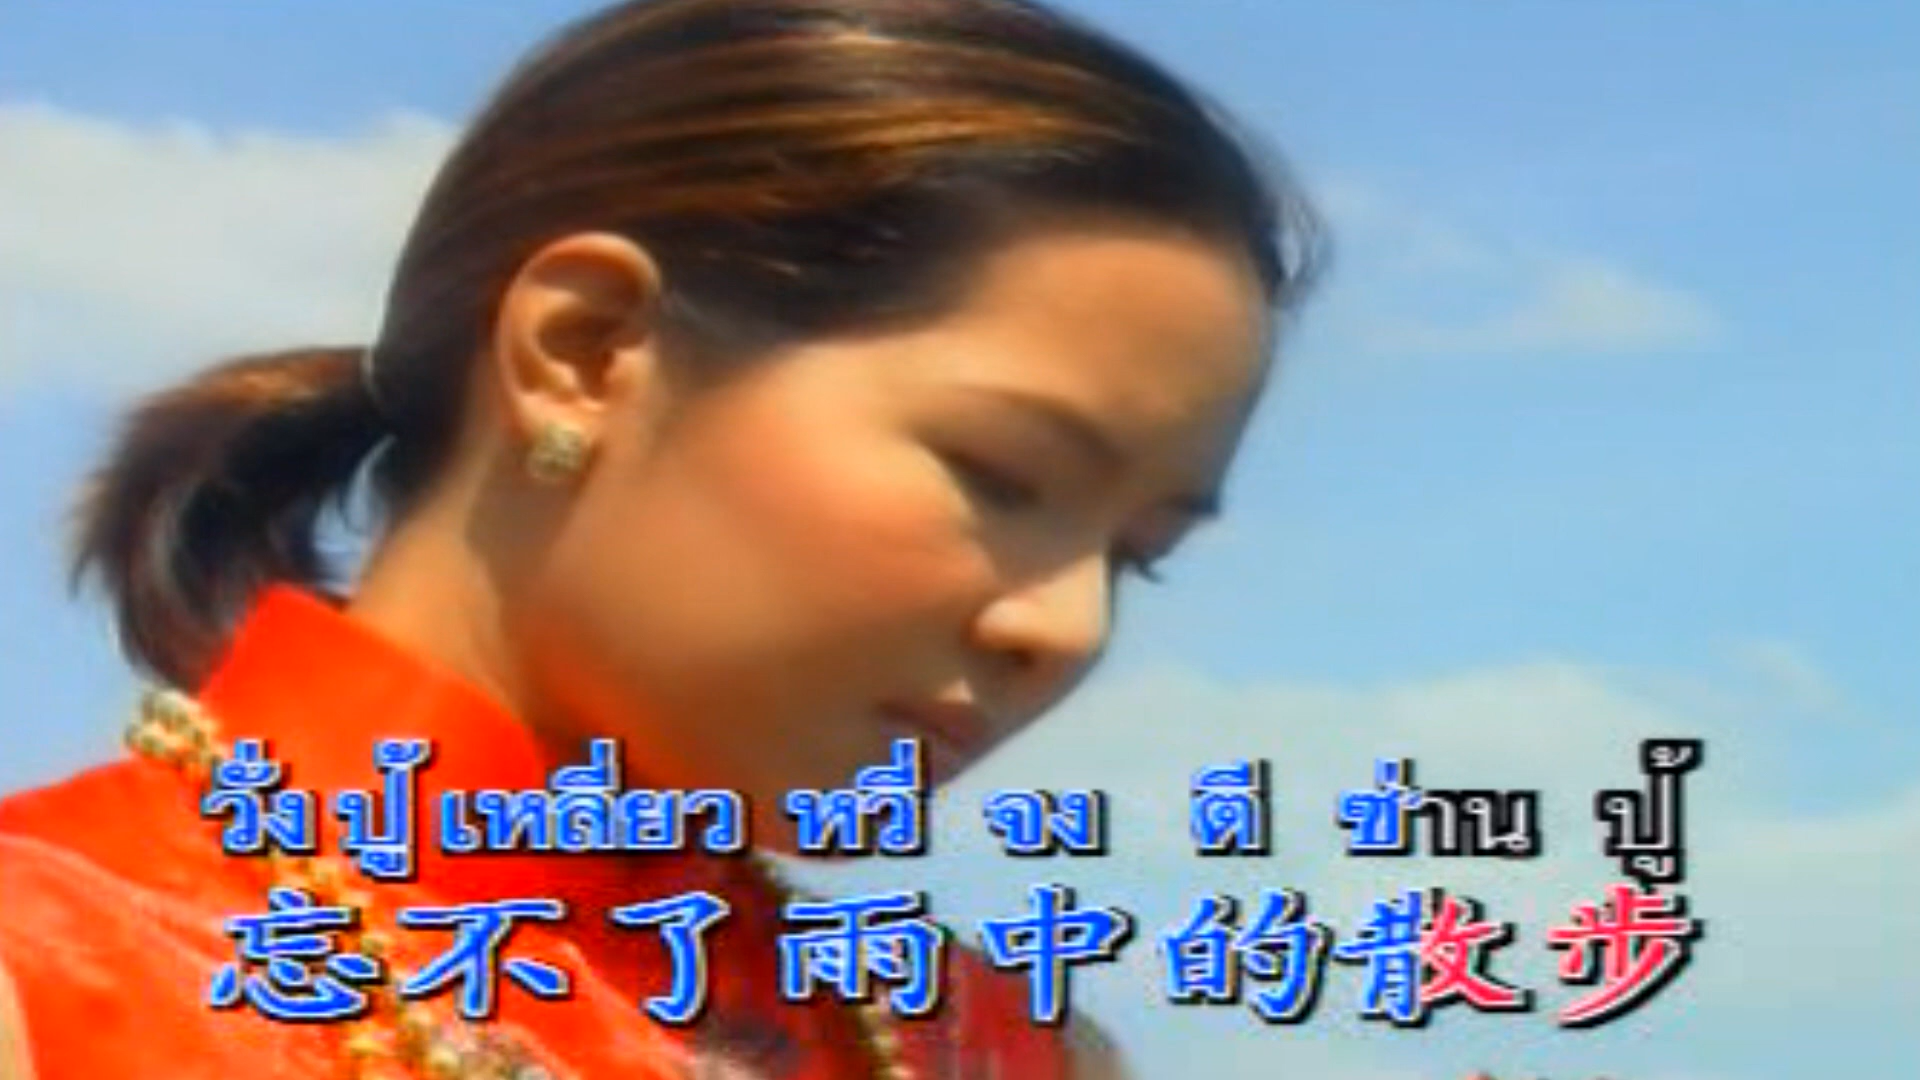 วั่ง ปู้ เหลี่ยว หวี่ จง ตี ซ่าน ปู้
忘不了雨中的散步